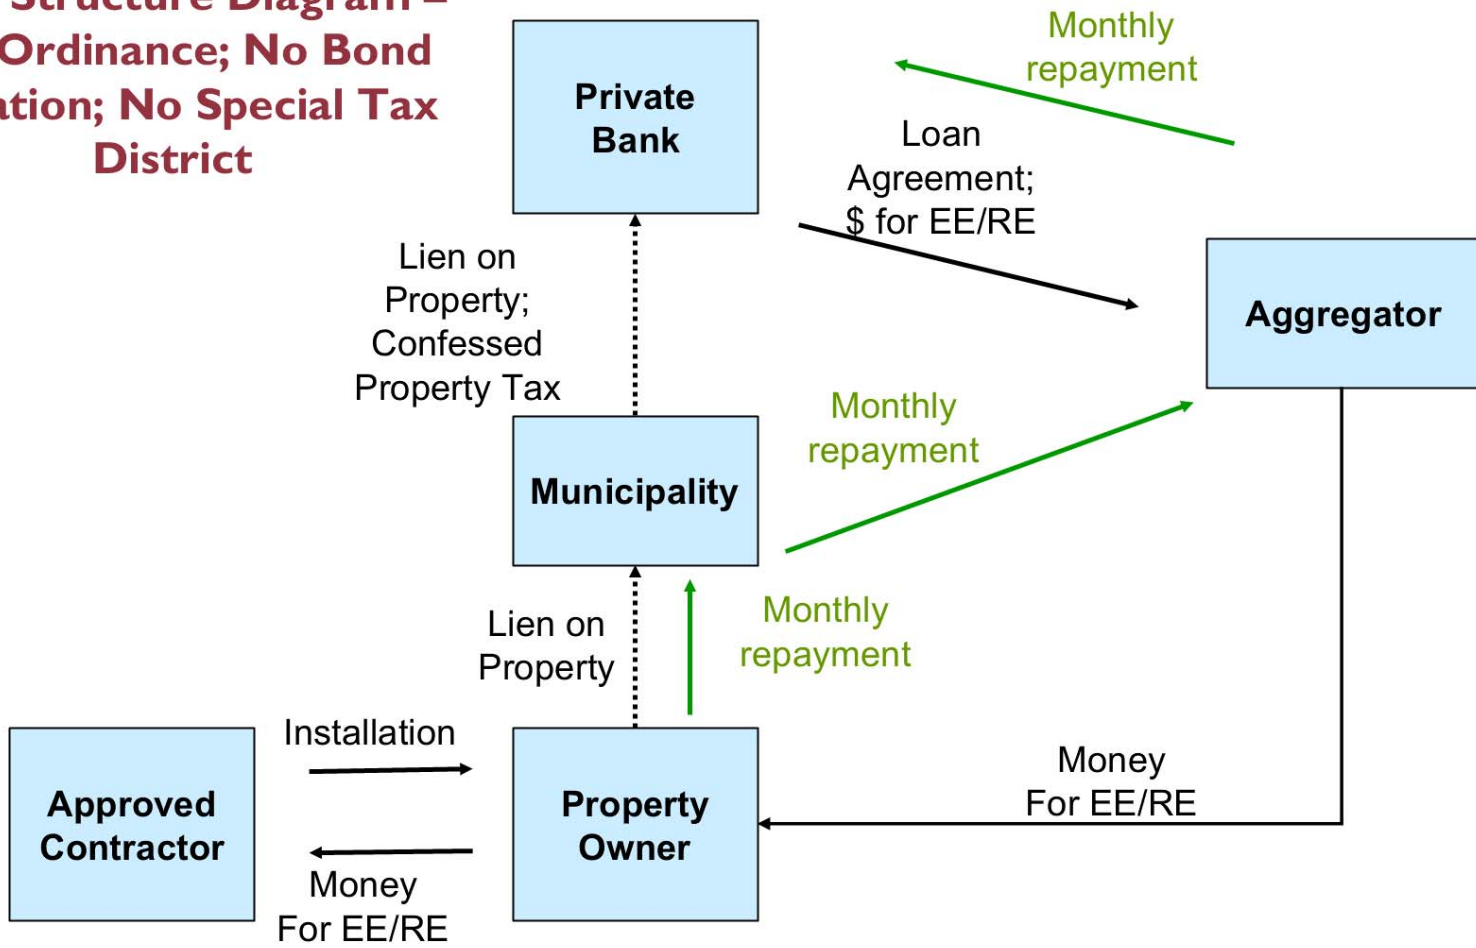 Structure Diagram –
Ordinance; No Bond
ation; No Special Tax
District
Private
Bank
Monthly
repayment
Loan
Agreement;
$ for EE/RE
Lien on
Property;
Confessed
Property Tax
Aggregator
Monthly
repayment
Municipality
Lien on
Property
Monthly
repayment
Installation
Approved
Contractor
Property
Owner
Money
For EE/RE
Money
For EE/RE